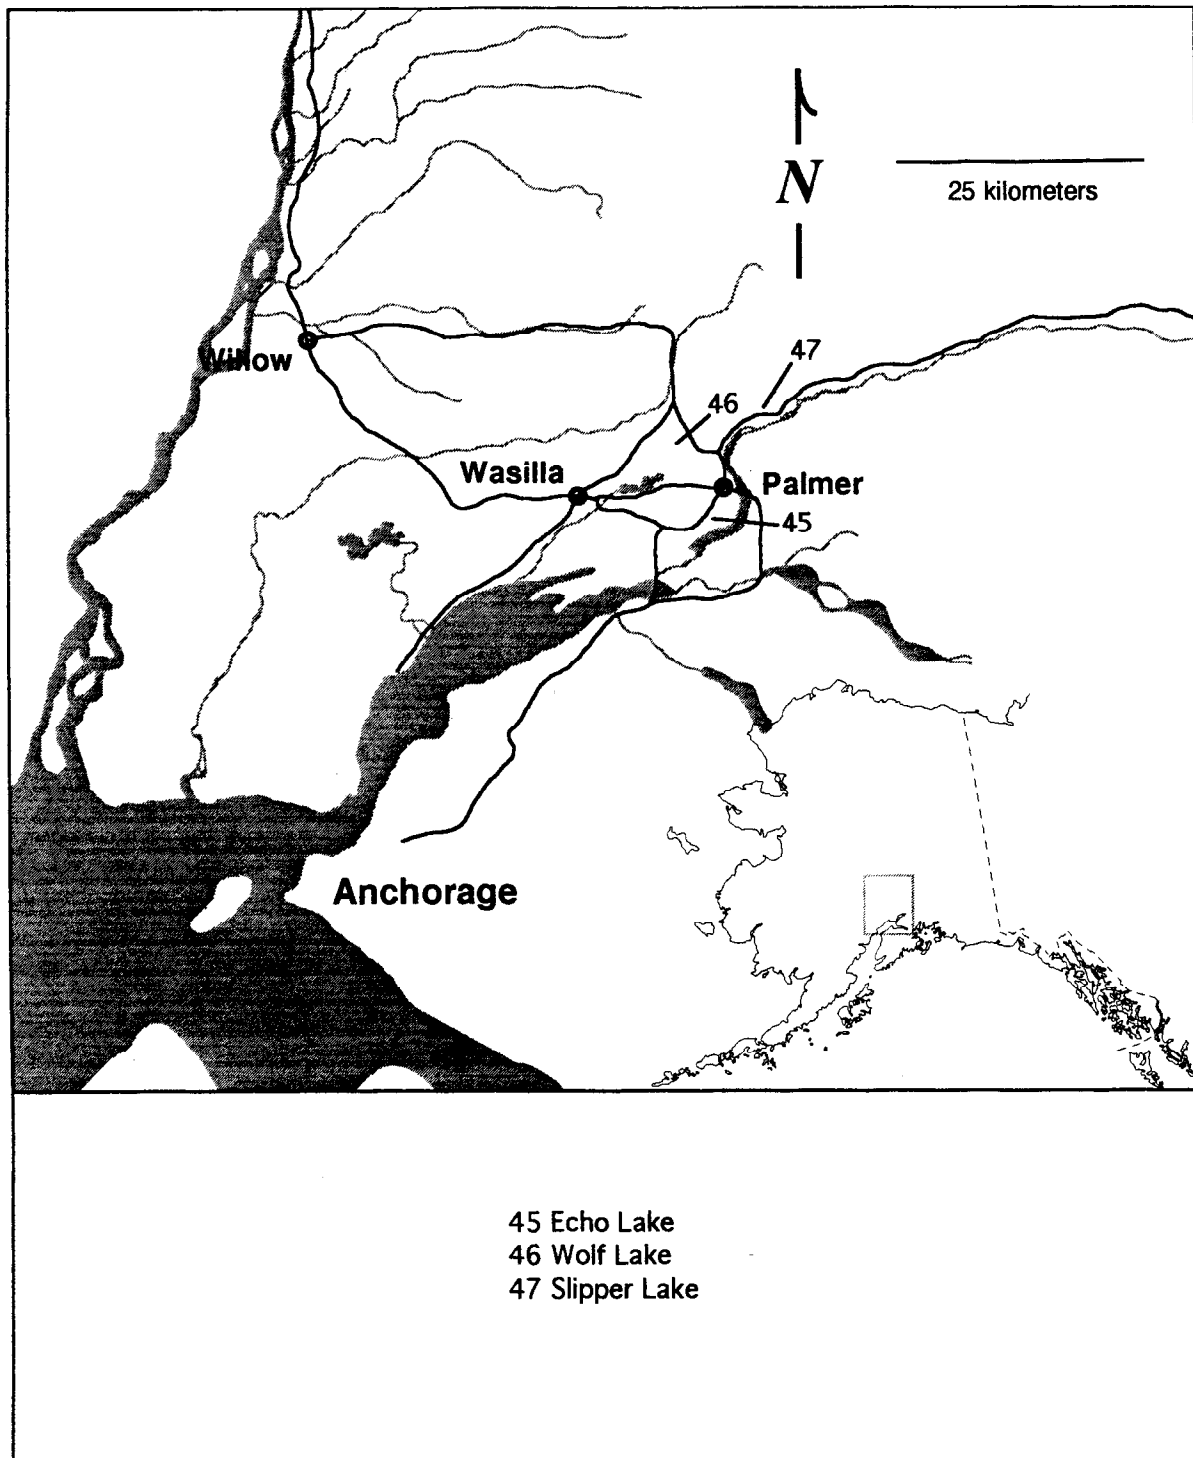 N
25 kilometers
Willow
47
46
Wasilla
Palmer
45
Anchorage
45 Echo Lake
46 Wolf Lake
47 Slipper Lake